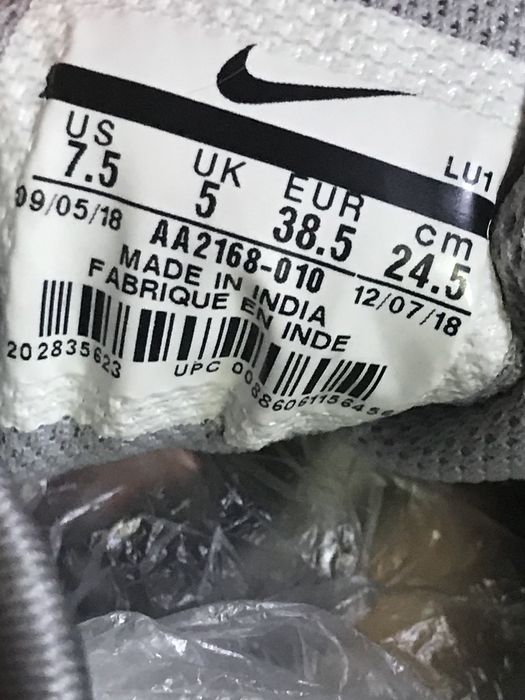 LU1
US UK EUR cm
7.5 5 38.5 24.5
09/05/18 AA2168-010 12/07/18
MADE IN INDIA
FABRIQUE EN INDE
202835623 UPC 00886061156456